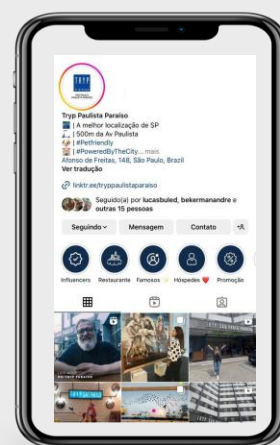 TRYP
Tryp Paulista Paraíso
| A melhor localização de SP
| 500m da Av Paulista
| #Petfriendly
| #PoweredByTheCity... mais
Afonso de Freitas, 148, São Paulo, Brazil
Ver tradução
linktr.ee/tryppaulistaparaiso
Seguido(a) por lucasbuled, bekermanandre e
outras 15 pessoas
Seguindo Mensagem Contato
Influencers Restaurante Famosos Hóspedes Promoção